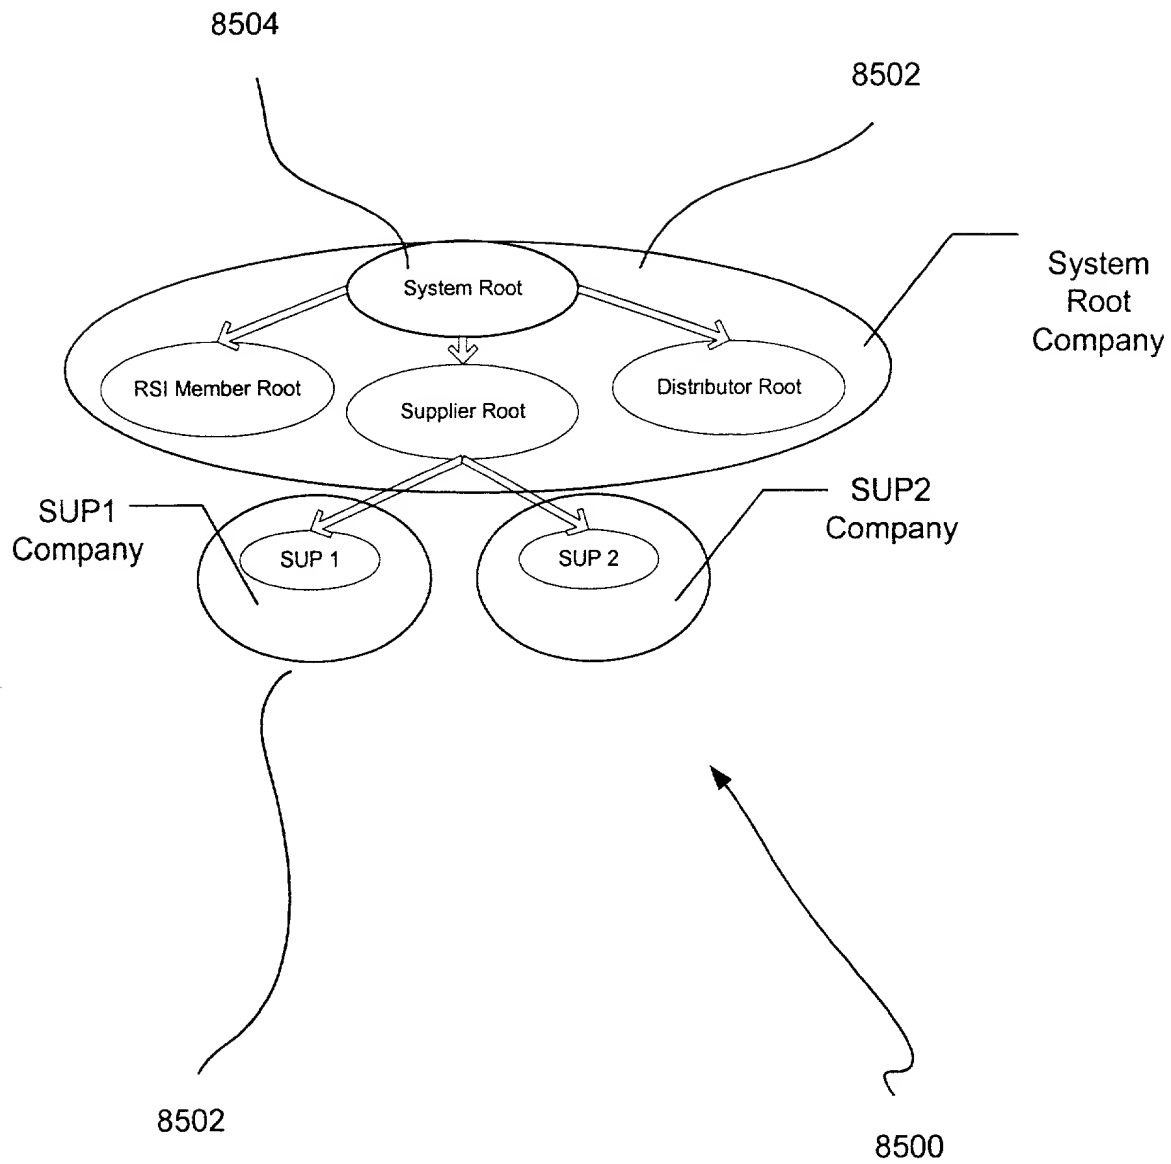 8504
8502
System
Root
Company
System Root
RSI Member Root
Supplier Root
Distributor Root
SUP1
Company
SUP2
Company
SUP 1
SUP 2
8502
8500